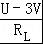 U - 3V
R_L